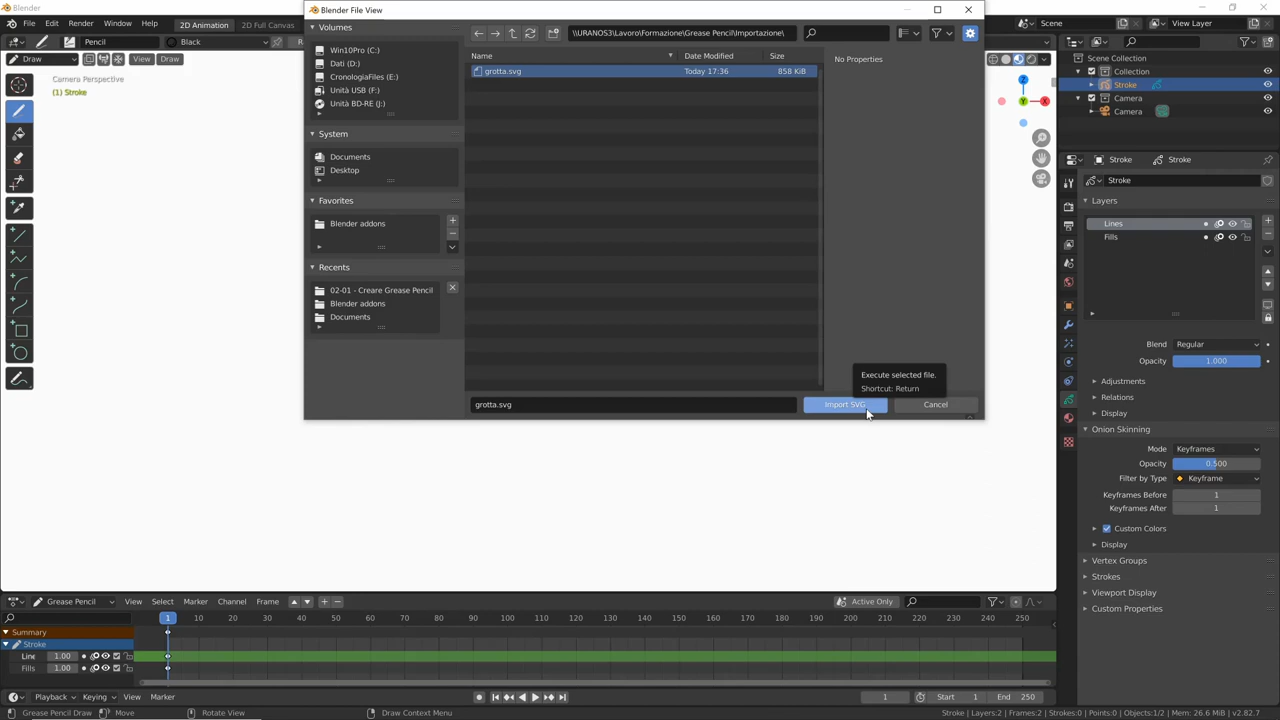 Blender
File Edit Render Window Help 2D Animation 2D Full Canvas
Scene View Layer
Pencil Black
Draw View Draw
Camera Perspective
(1) Stroke
Blender File View
Volumes
Win10Pro (C:)
Dati (D:)
CronologiaFiles (E:)
Unità USB (F:)
Unità BD-RE (J:)
System
Documents
Desktop
Favorites
Blender addons
Recents
02-01 - Creare Grease Pencil
Blender addons
Documents
\\URANOS3\Lavoro\Formazione\Grease Pencil\Importazione\
Name Date Modified Size
grotta.svg Today 17:36 858 KiB
No Properties
Execute selected file.
Shortcut: Return
grotta.svg Import SVG Cancel
Z
Y X
Scene Collection
Collection
Stroke
Camera
Camera
Stroke Stroke
Stroke
Layers
Lines
Fills
Blend Regular
Opacity 1.000
Adjustments
Relations
Display
Onion Skinning
Mode Keyframes
Opacity 0.500
Filter by Type Keyframe
Keyframes Before 1
Keyframes After 1
Custom Colors
Display
Vertex Groups
Strokes
Viewport Display
Custom Properties
Grease Pencil View Select Marker Channel Frame Active Only
1 10 20 30 40 50 60 70 80 90 100 110 120 130 140 150 160 170 180 190 200 210 220 230 240 250
Summary
Stroke
Line 1.00
Fills 1.00
Playback Keying View Marker 1 Start 1 End 250
Grease Pencil Draw Move Rotate View Draw Context Menu Stroke | Layers:2 | Frames:2 | Strokes:0 | Points:0 | Objects:1/2 | Mem: 26.6 MiB | v2.82.7